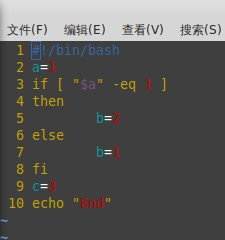 文件(F) 编辑(E) 查看(V) 搜索(S)
1 #!/bin/bash
2 a=1
3 if [ "$a" -eq 1 ]
4 then
5 b=2
6 else
7 b=1
8 fi
9 c=3
10 echo "End"
~
~